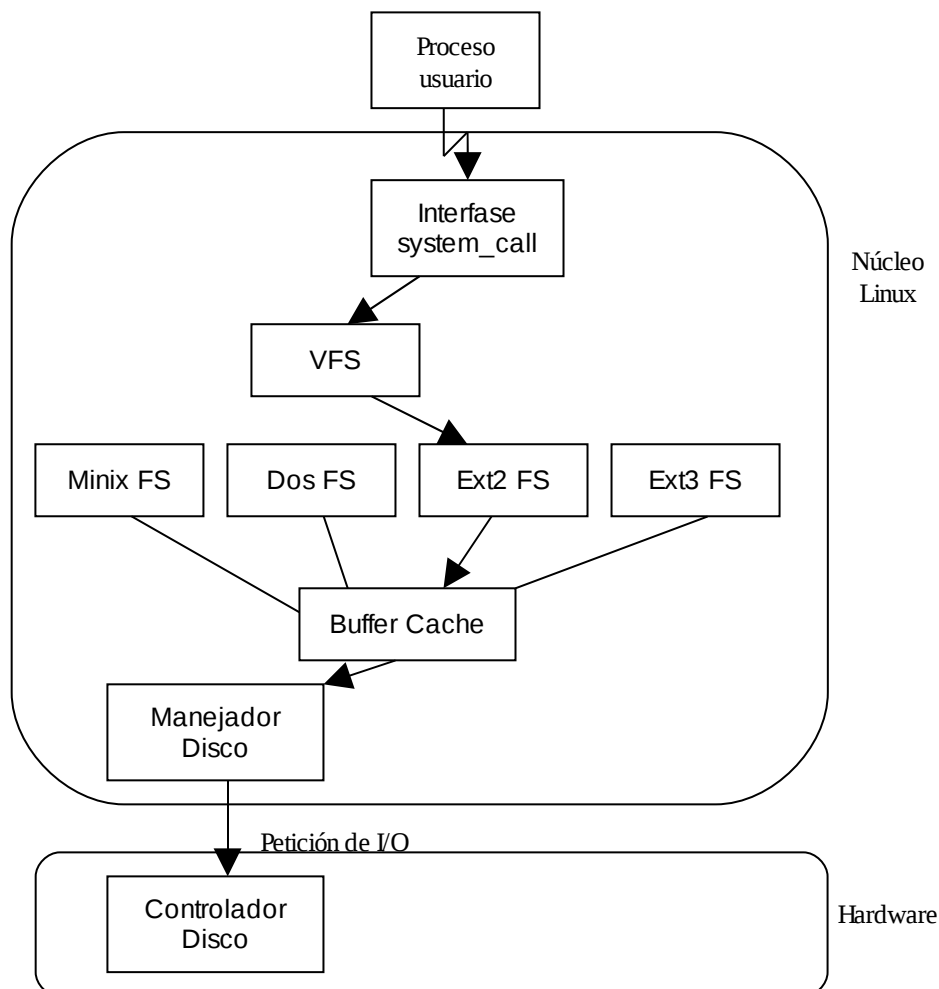 Proceso
usuario
Interfase
system_call
Núcleo
Linux
VFS
Minix FS
Dos FS
Ext2 FS
Ext3 FS
Buffer Cache
Manejador
Disco
Petición de I/O
Controlador
Disco
Hardware